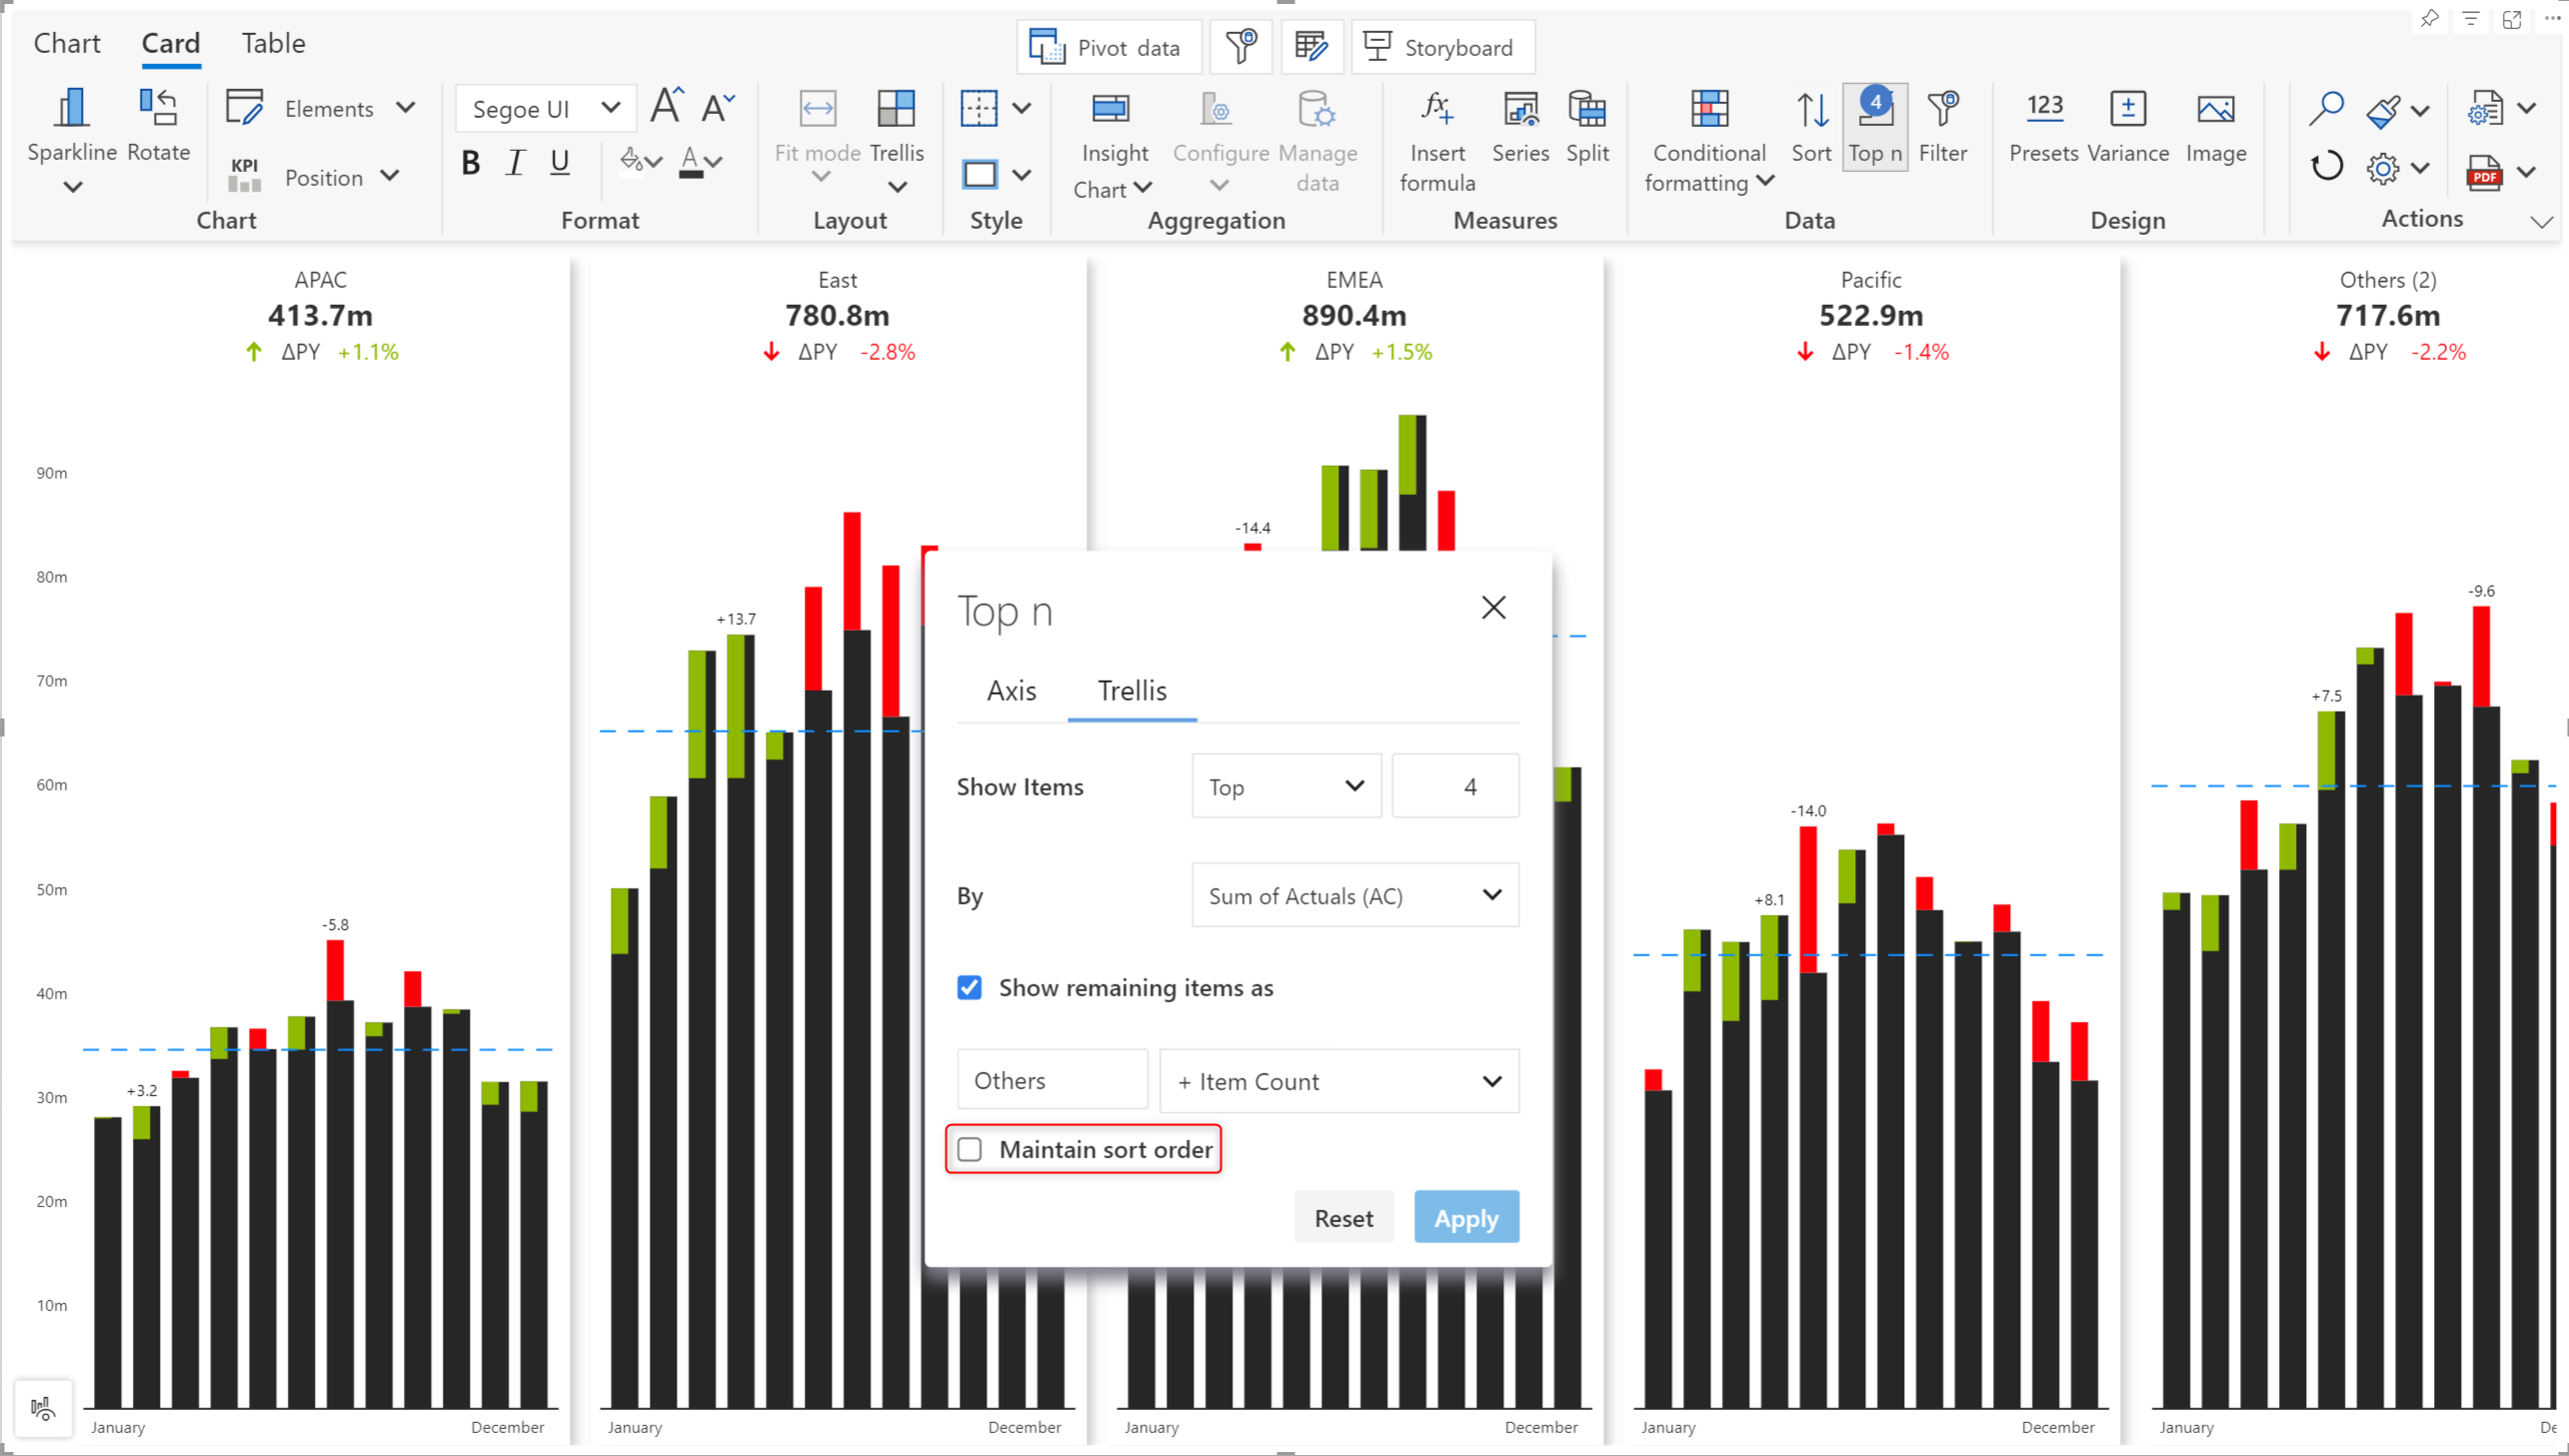 Chart Card Table
Pivot data Storyboard
Sparkline Rotate
Elements
KPI
Position
Chart
Segoe UI A A
B I U A
Format
Fit mode Trellis
Layout
Style
Insight Chart
Configure
Manage data
Aggregation
fx
Insert formula
Series Split
Measures
Conditional formatting
Sort
4
Top n
Filter
Data
123
Presets Variance Image
Design
PDF
Actions
APAC
413.7m
ΔPY +1.1%
East
780.8m
ΔPY -2.8%
EMEA
890.4m
ΔPY +1.5%
Pacific
522.9m
ΔPY -1.4%
Others (2)
717.6m
ΔPY -2.2%
90m
80m
70m
60m
50m
40m
30m
20m
10m
+3.2
-5.8
+13.7
-14.4
+8.1
-14.0
+7.5
-9.6
Top n
Axis Trellis
Show Items Top 4
By Sum of Actuals (AC)
Show remaining items as
Others + Item Count
Maintain sort order
Reset Apply
January December
January December
January December
January December
January De